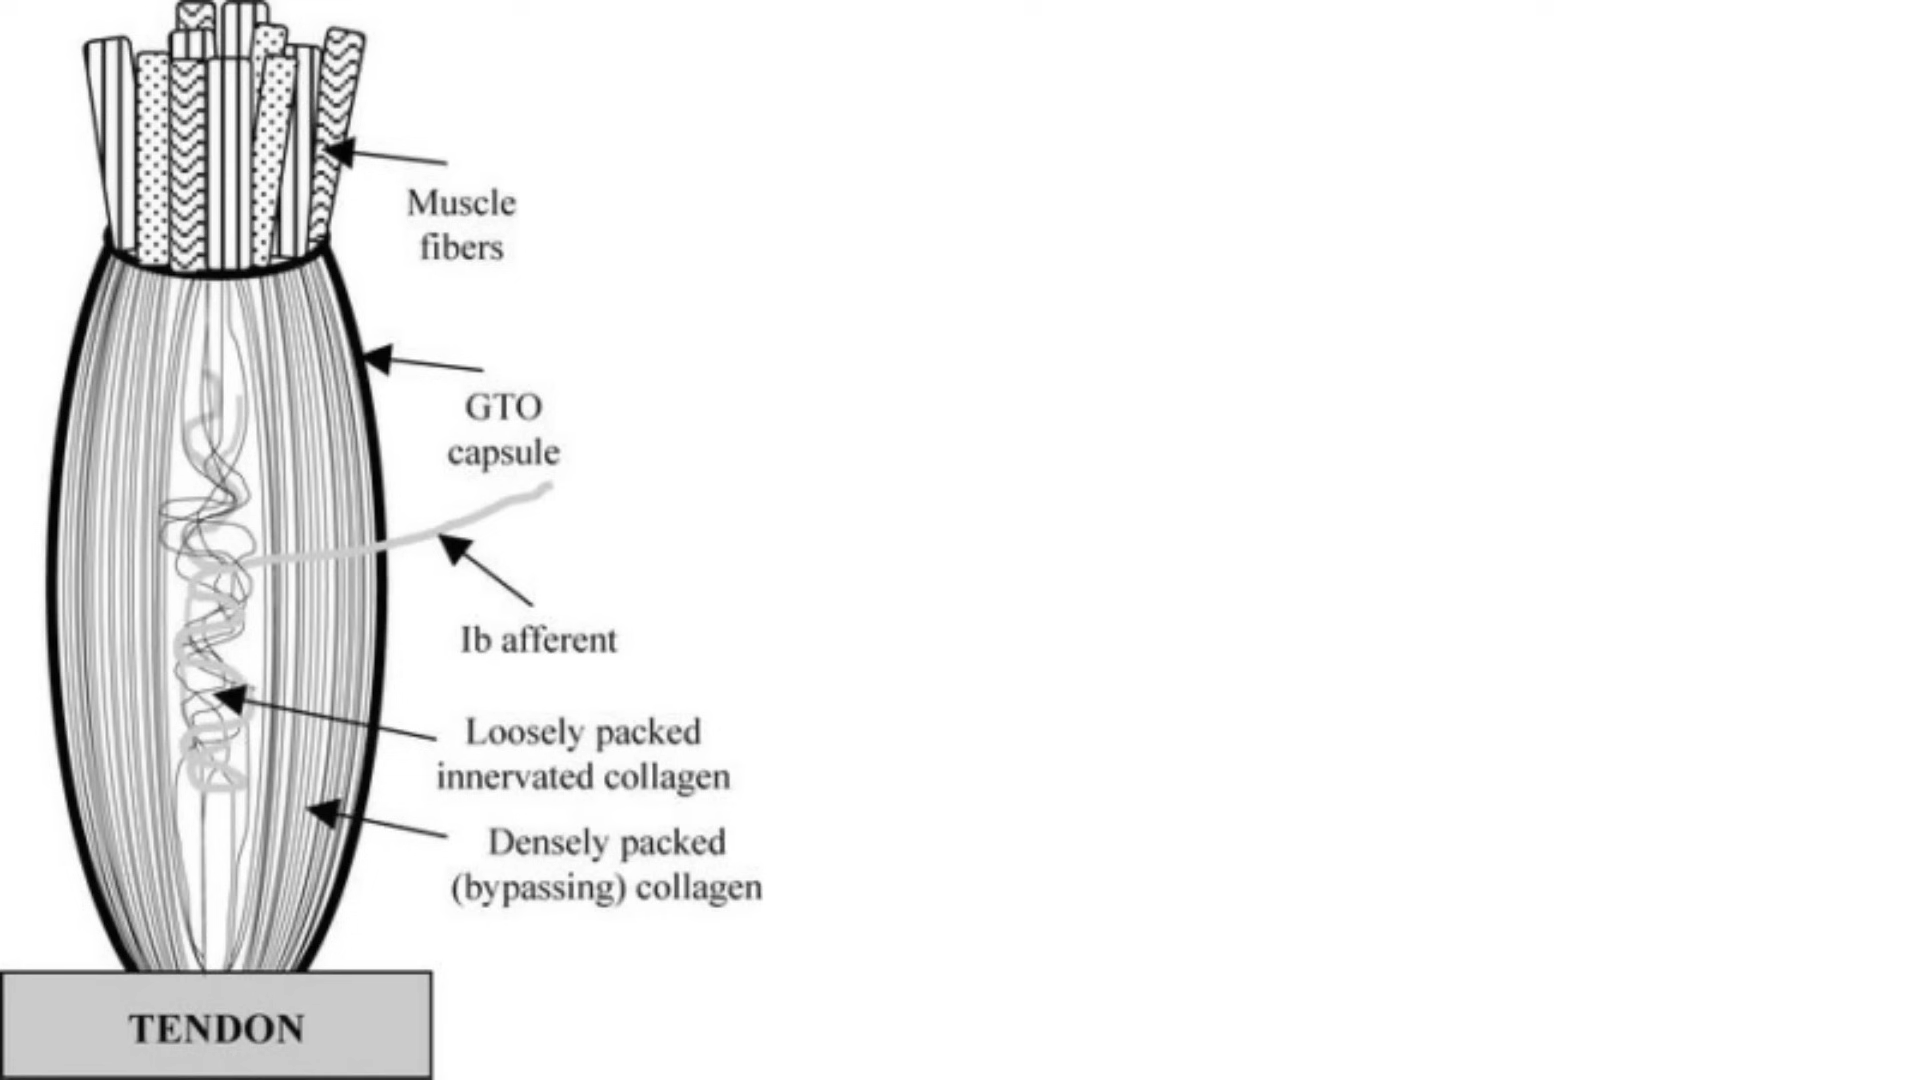 Muscle
fibers
GTO
capsule
Ib afferent
Loosely packed
innervated collagen
Densely packed
(bypassing) collagen
TENDON